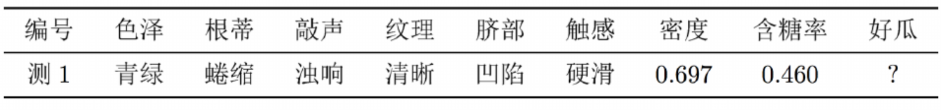 编号 色泽 根蒂 敲声 纹理 脐部 触感 密度 含糖率 好瓜
测 1 青绿 蜷缩 浊响 清晰 凹陷 硬滑 0.697 0.460 ?